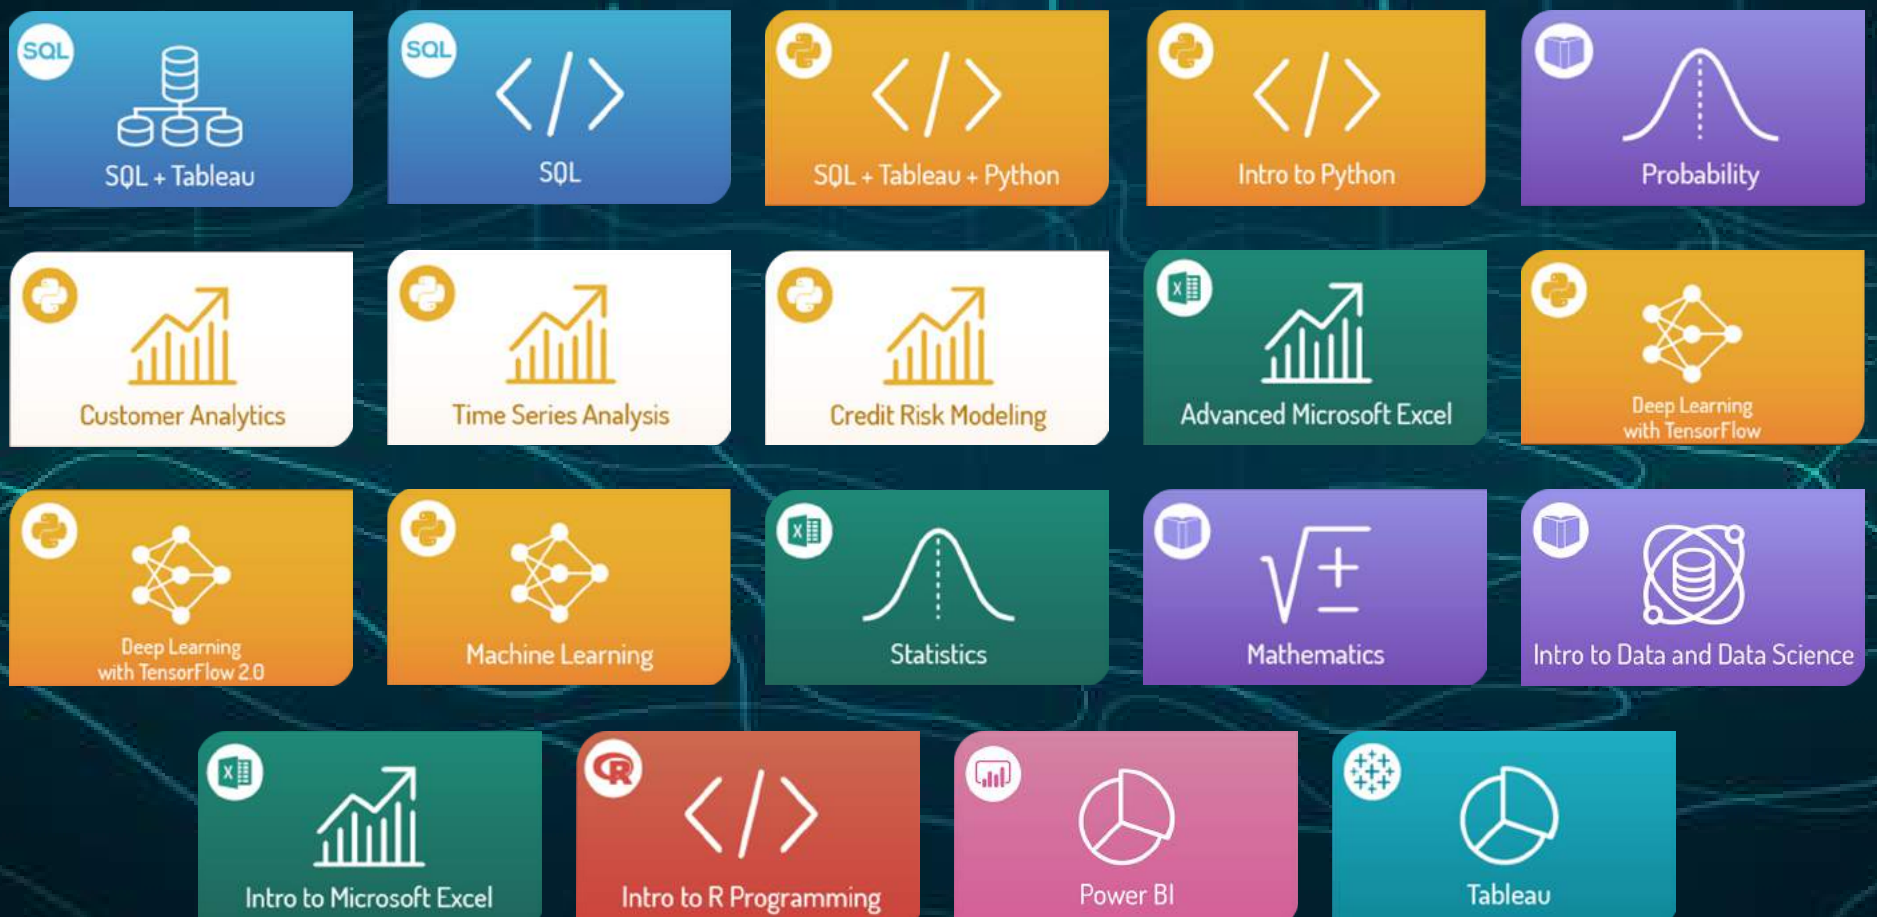 SQL
SQL + Tableau
SQL
SQL
SQL + Tableau + Python
Intro to Python
Probability
Customer Analytics
Time Series Analysis
Credit Risk Modeling
X
Advanced Microsoft Excel
Deep Learning
with TensorFlow
Deep Learning
with TensorFlow 2.0
Machine Learning
X
Statistics
Mathematics
Intro to Data and Data Science
X
Intro to Microsoft Excel
R
Intro to R Programming
Power BI
Tableau